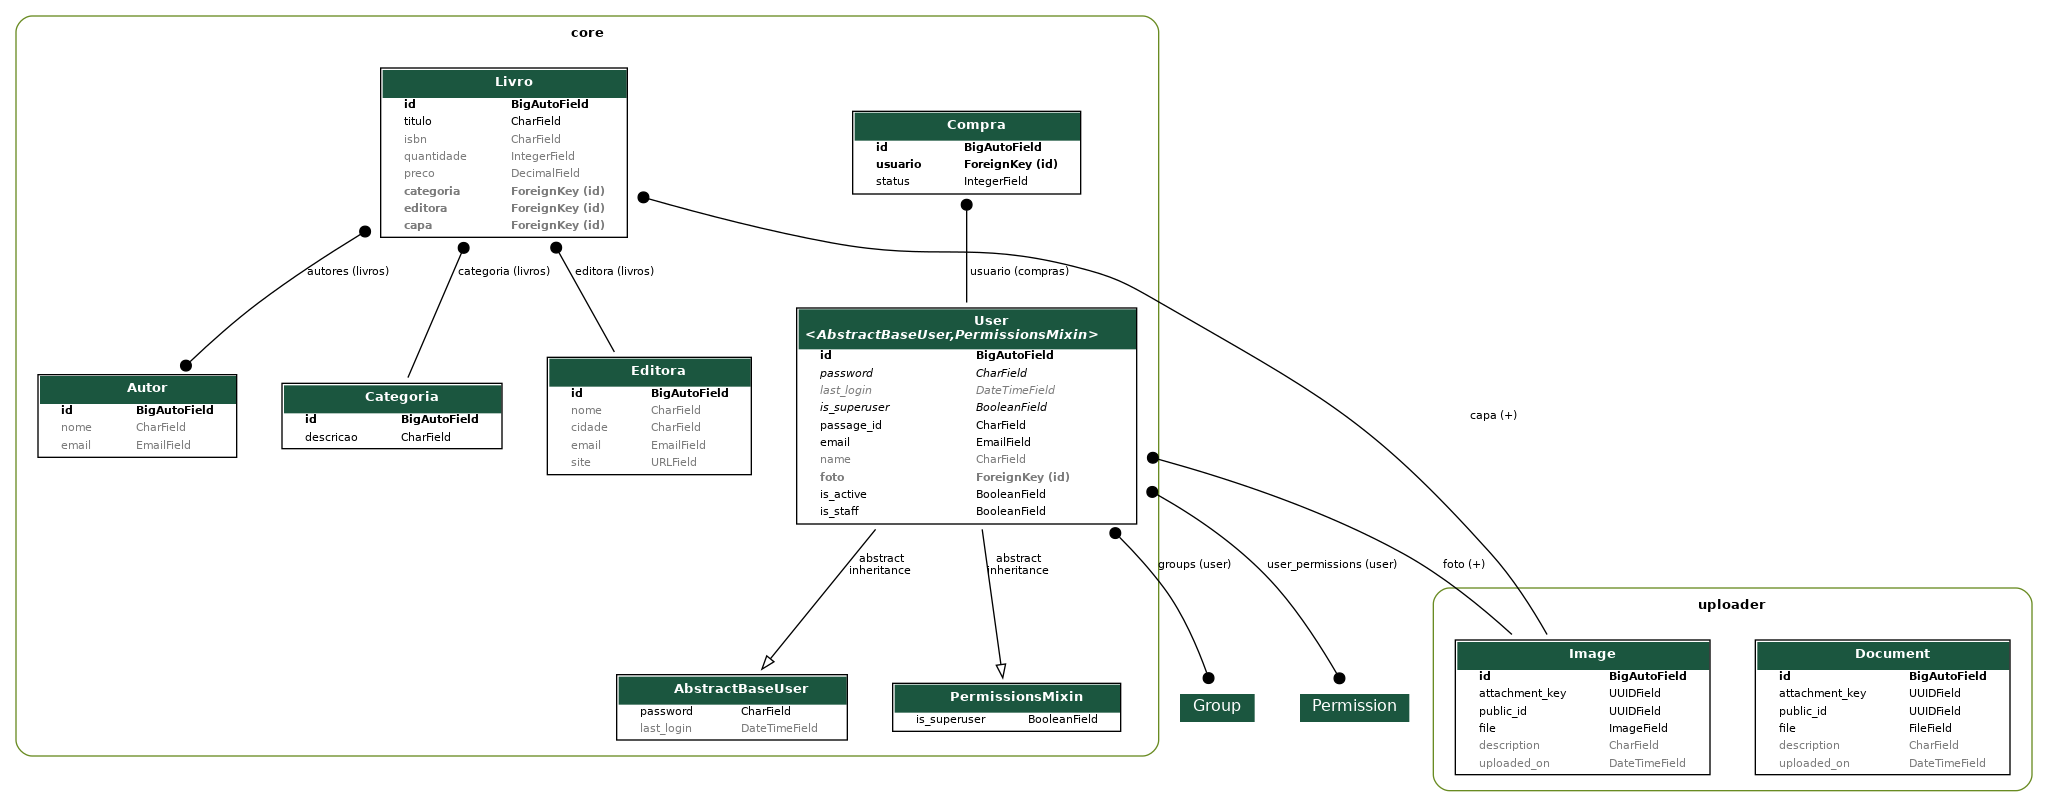 core
Livro
id BigAutoField
titulo CharField
isbn CharField
quantidade IntegerField
preco DecimalField
categoria ForeignKey (id)
editora ForeignKey (id)
capa ForeignKey (id)
Compra
id BigAutoField
usuario ForeignKey (id)
status IntegerField
autores (livros)
categoria (livros)
editora (livros)
usuario (compras)
Autor
id BigAutoField
nome CharField
email EmailField
Categoria
id BigAutoField
descricao CharField
Editora
id BigAutoField
nome CharField
cidade CharField
email EmailField
site URLField
User
<AbstractBaseUser,PermissionsMixin>
id BigAutoField
password CharField
last_login DateTimeField
is_superuser BooleanField
passage_id CharField
email EmailField
name CharField
foto ForeignKey (id)
is_active BooleanField
is_staff BooleanField
capa (+)
abstract
inheritance
abstract
inheritance
groups (user)
user_permissions (user)
foto (+)
AbstractBaseUser
password CharField
last_login DateTimeField
PermissionsMixin
is_superuser BooleanField
Group
Permission
uploader
Image
id BigAutoField
attachment_key UUIDField
public_id UUIDField
file ImageField
description CharField
uploaded_on DateTimeField
Document
id BigAutoField
attachment_key UUIDField
public_id UUIDField
file FileField
description CharField
uploaded_on DateTimeField